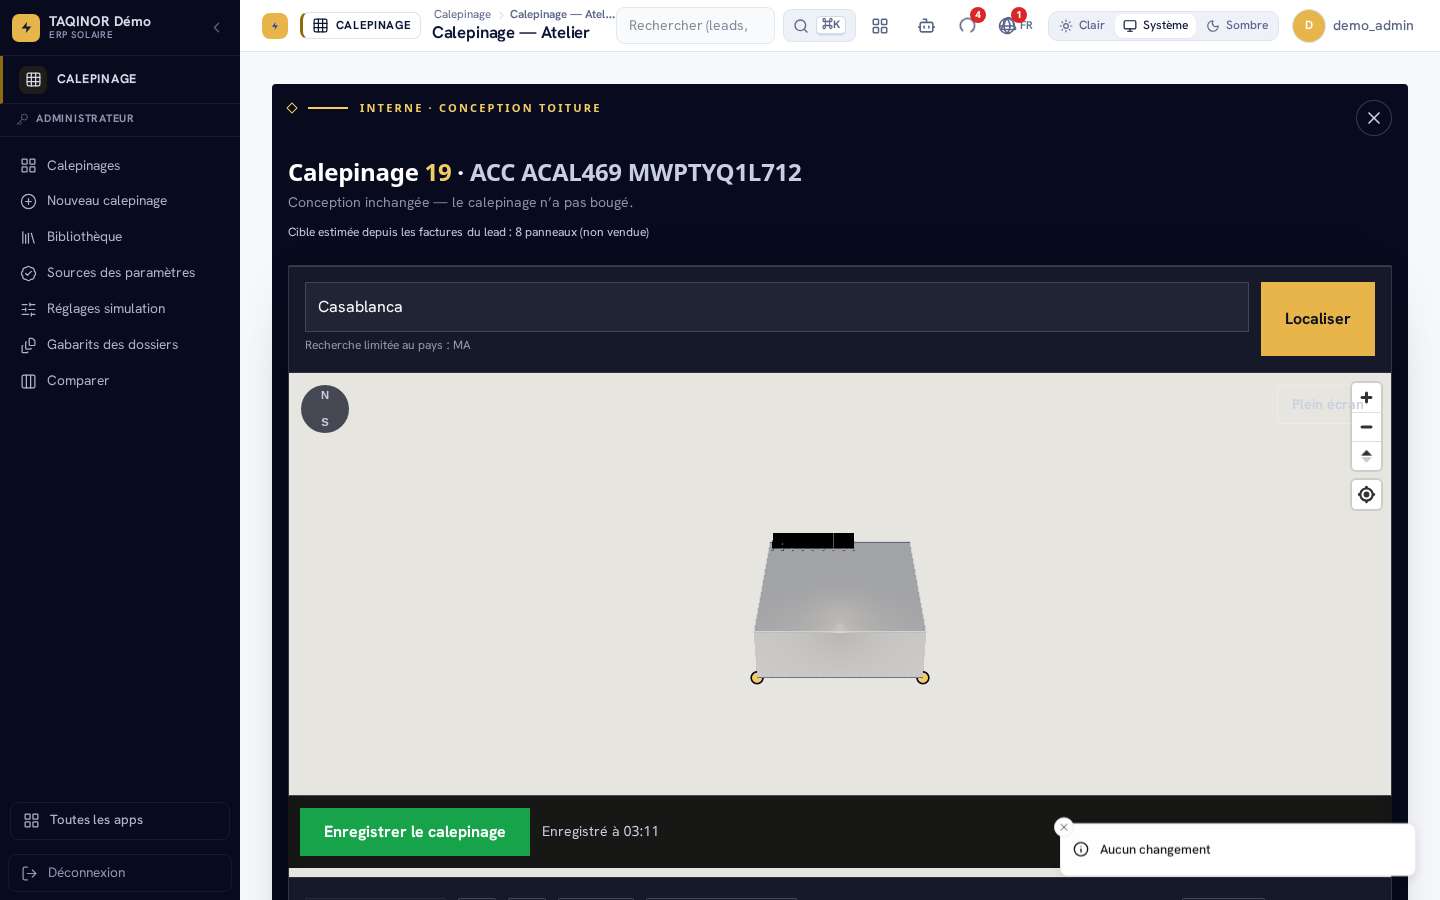 TAQINOR Démo
ERP SOLAIRE
CALEPINAGE
ADMINISTRATEUR
Calepinages
Nouveau calepinage
Bibliothèque
Sources des paramètres
Réglages simulation
Gabarits des dossiers
Comparer
Toutes les apps
Déconnexion
CALEPINAGE
Calepinage
Calepinage — Atel...
Calepinage — Atelier
Rechercher (leads,
⌘K
4
1
FR
Clair
Système
Sombre
D
demo_admin
INTERNE · CONCEPTION TOITURE
Calepinage 19 · ACC ACAL469 MWPTYQ1L712
Conception inchangée — le calepinage n’a pas bougé.
Cible estimée depuis les factures du lead : 8 panneaux (non vendue)
Casablanca
Localiser
Recherche limitée au pays : MA
N
S
Plein écran
Enregistrer le calepinage
Enregistré à 03:11
Aucun changement